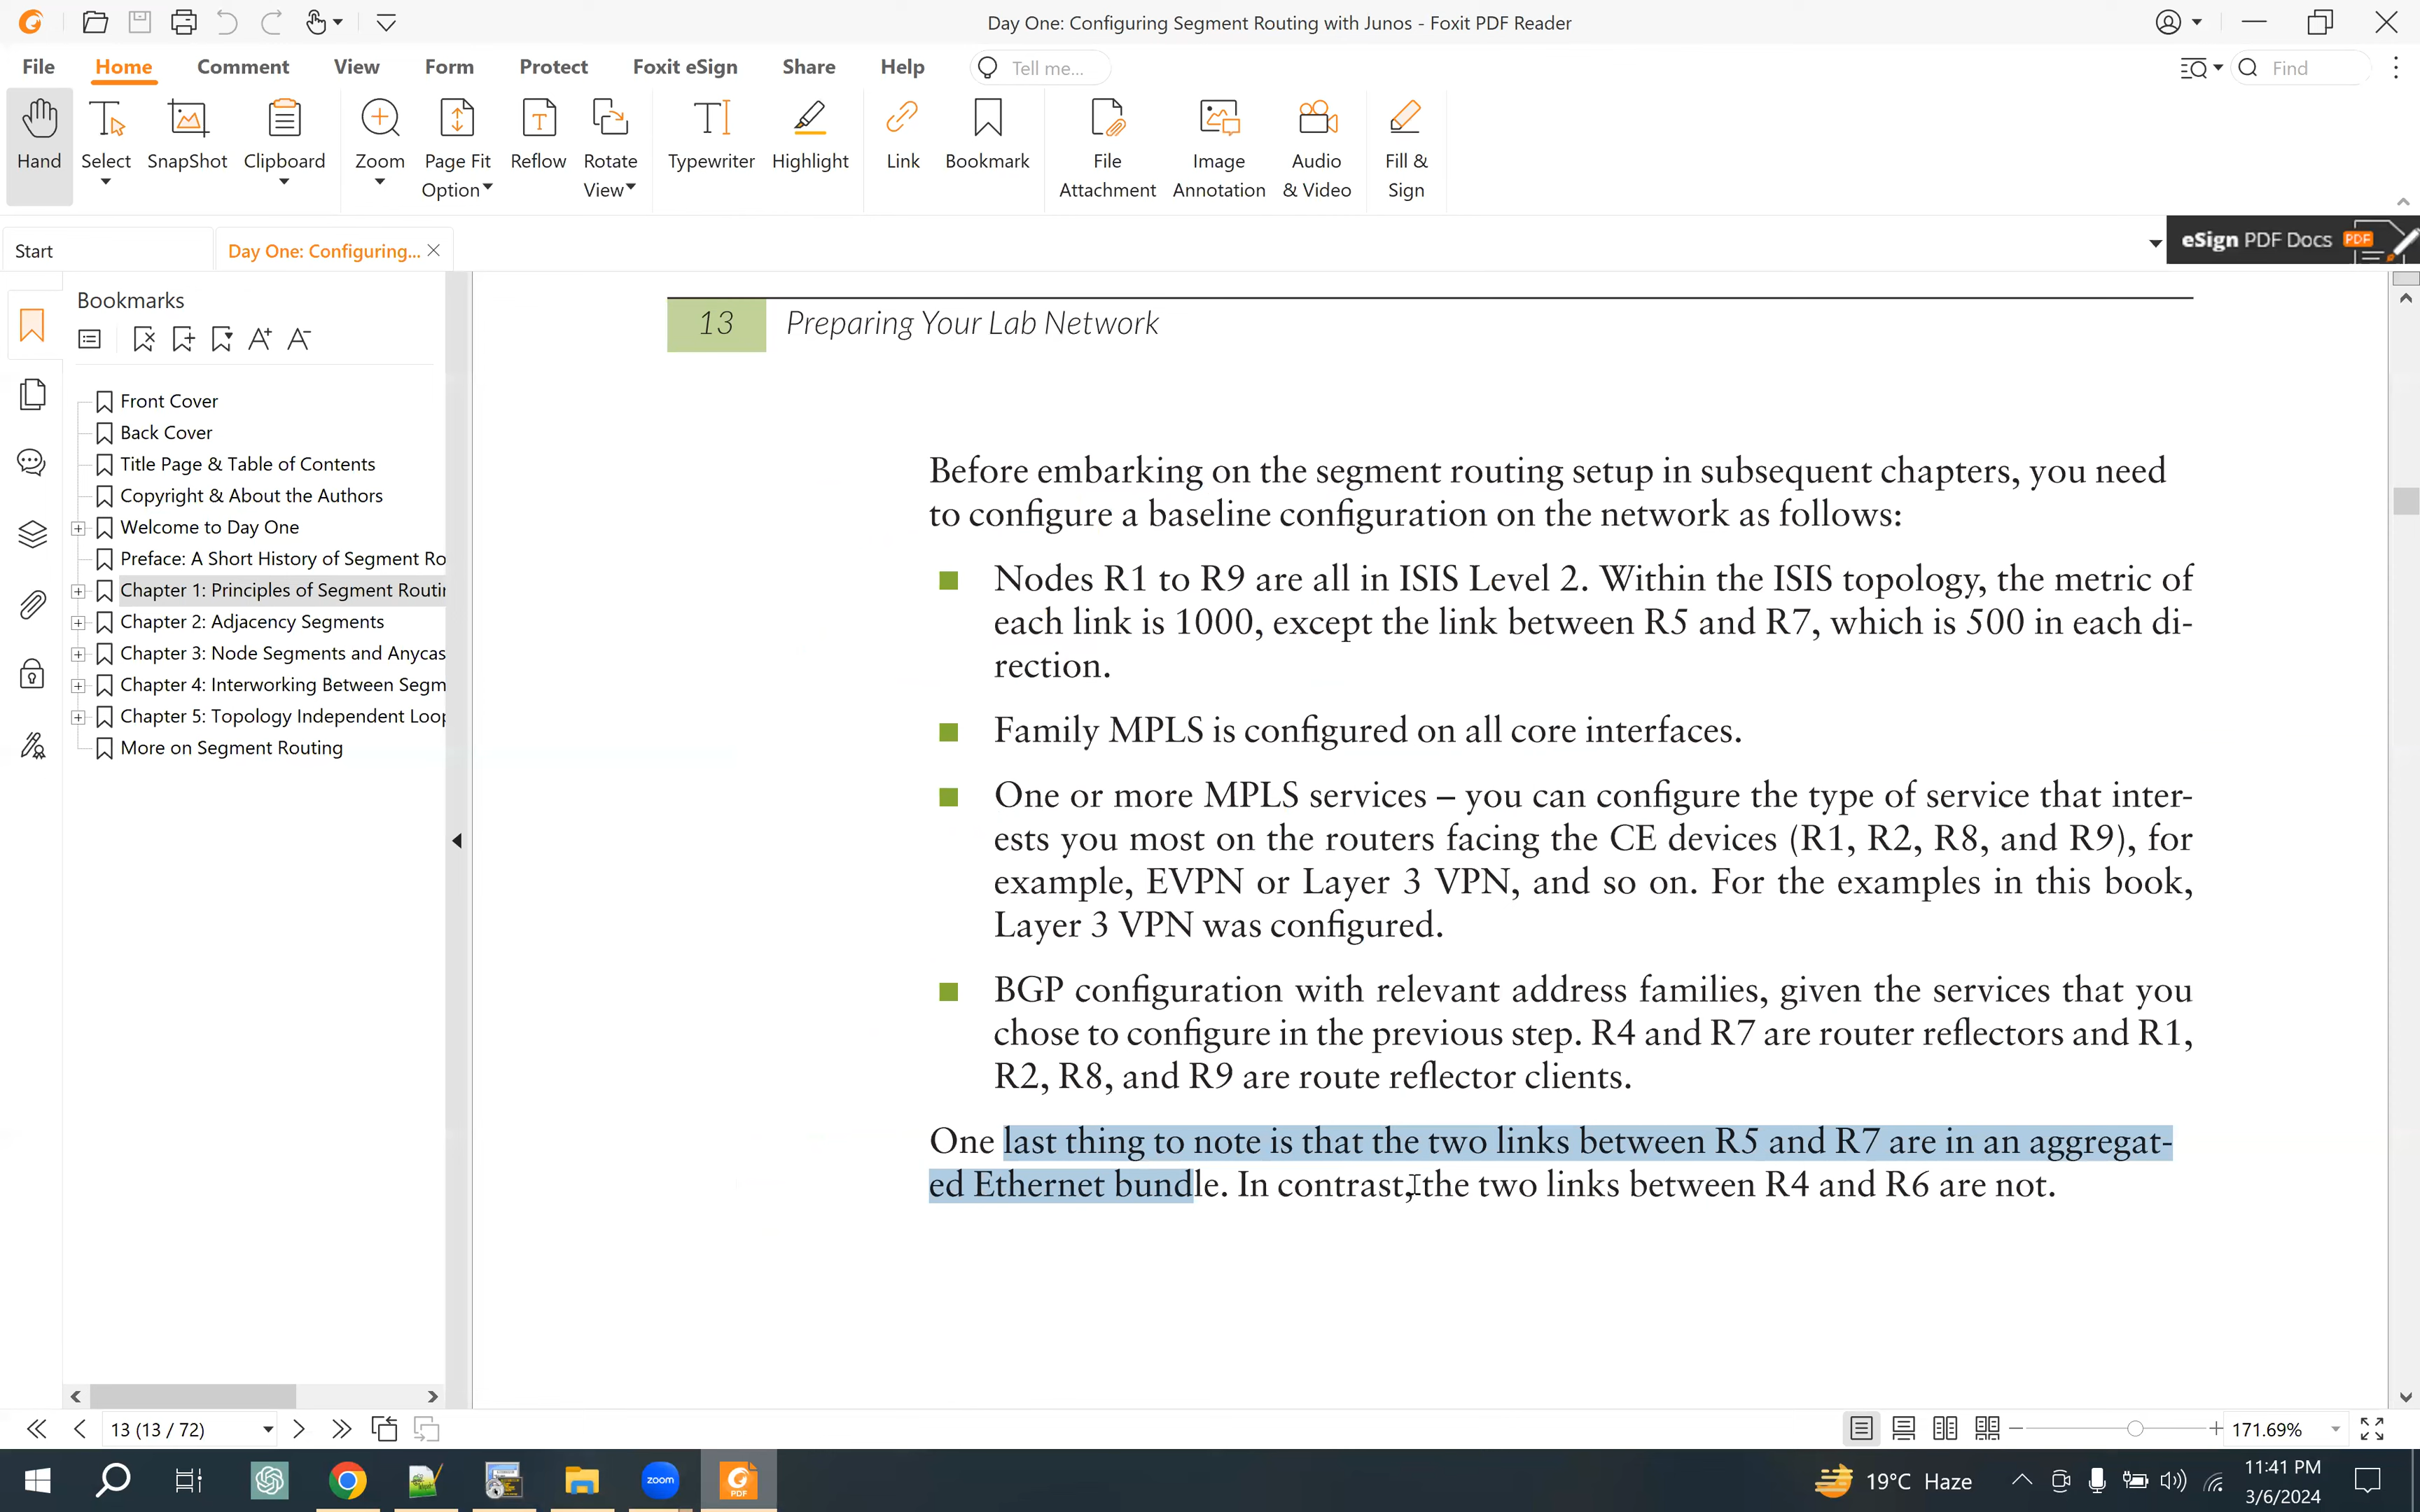 Day One: Configuring Segment Routing with Junos - Foxit PDF Reader
File Home Comment View Form Protect Foxit eSign Share Help Tell me... Find
Hand Select SnapShot Clipboard Zoom Page Fit Option Reflow Rotate View Typewriter Highlight Link Bookmark File Attachment Image Annotation Audio & Video Fill & Sign
Start Day One: Configuring... eSign PDF Docs PDF
Bookmarks
Front Cover
Back Cover
Title Page & Table of Contents
Copyright & About the Authors
Welcome to Day One
Preface: A Short History of Segment Ro
Chapter 1: Principles of Segment Routin
Chapter 2: Adjacency Segments
Chapter 3: Node Segments and Anycas
Chapter 4: Interworking Between Segm
Chapter 5: Topology Independent Loop
More on Segment Routing
13 Preparing Your Lab Network
Before embarking on the segment routing setup in subsequent chapters, you need
to configure a baseline configuration on the network as follows:
Nodes R1 to R9 are all in ISIS Level 2. Within the ISIS topology, the metric of
each link is 1000, except the link between R5 and R7, which is 500 in each di-
rection.
Family MPLS is configured on all core interfaces.
One or more MPLS services – you can configure the type of service that inter-
ests you most on the routers facing the CE devices (R1, R2, R8, and R9), for
example, EVPN or Layer 3 VPN, and so on. For the examples in this book,
Layer 3 VPN was configured.
BGP configuration with relevant address families, given the services that you
chose to configure in the previous step. R4 and R7 are router reflectors and R1,
R2, R8, and R9 are route reflector clients.
One last thing to note is that the two links between R5 and R7 are in an aggregat-
ed Ethernet bundle. In contrast, the two links between R4 and R6 are not.
13 (13 / 72) 171.69%
zoom PDF 19°C Haze 11:41 PM
3/6/2024